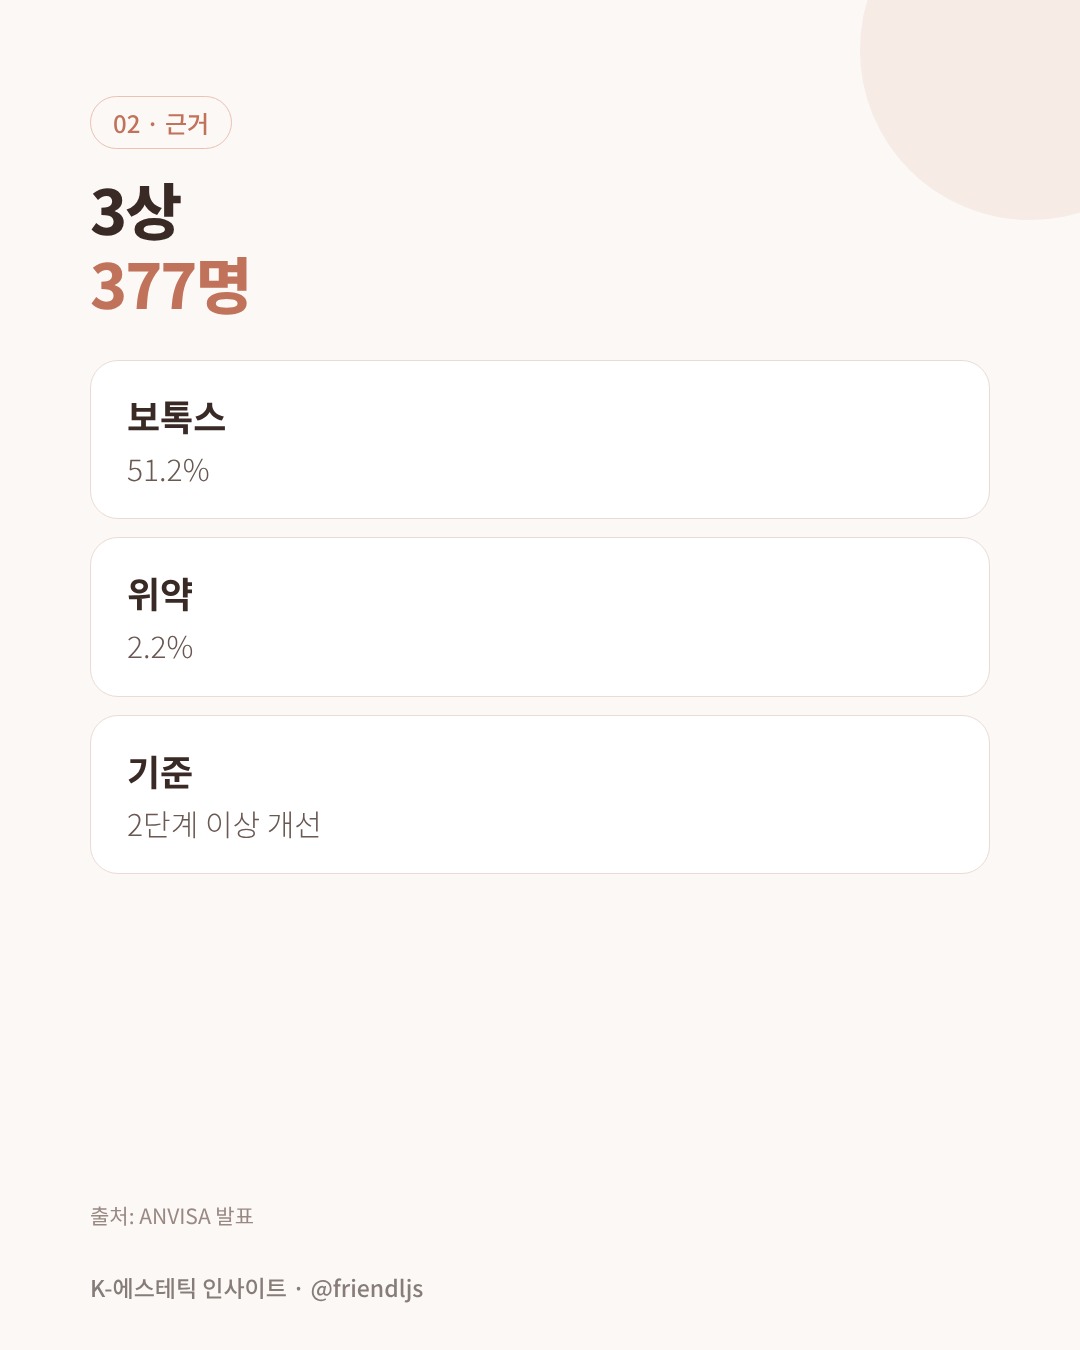 02 · 근거
3상
377명
보톡스
51.2%
위약
2.2%
기준
2단계 이상 개선
출처: ANVISA 발표
K-에스테틱 인사이트 · @friendljs